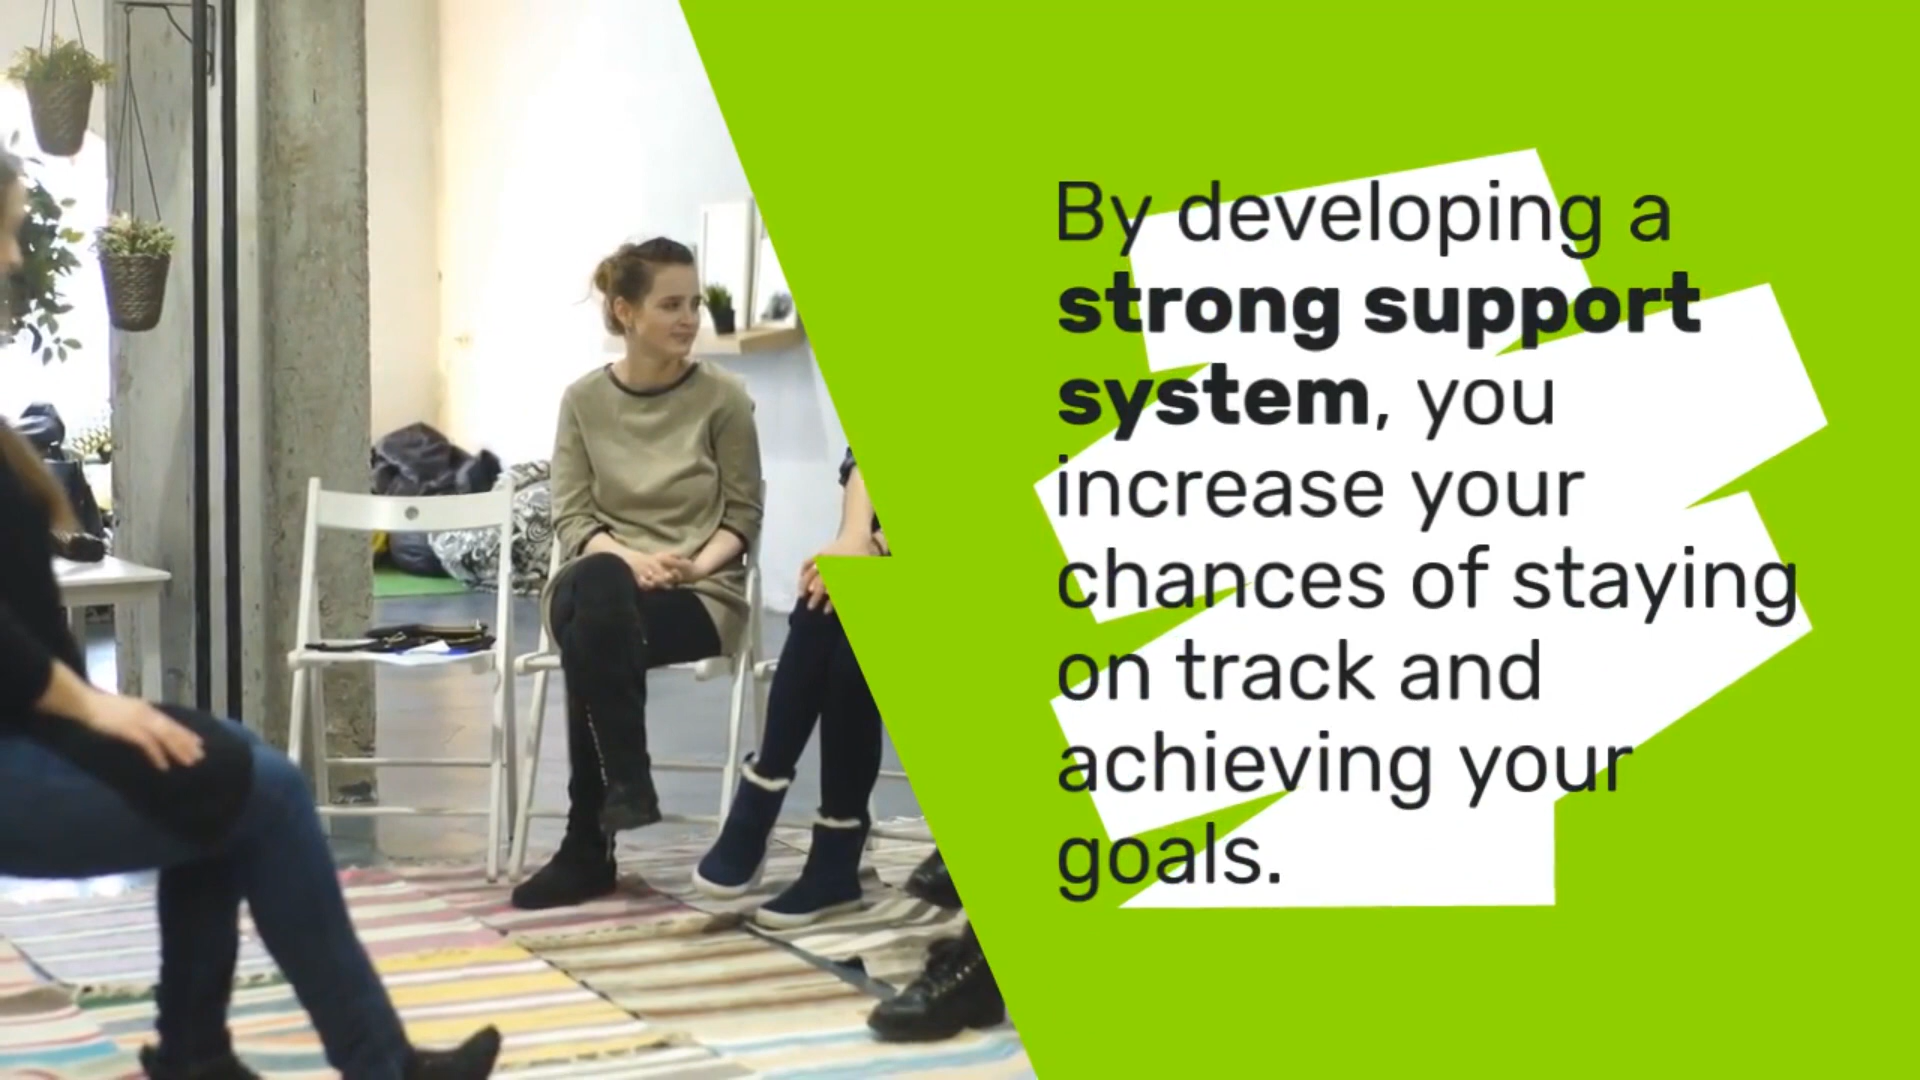 By developing a
strong support
system, you
increase your
chances of staying
on track and
achieving your
goals.